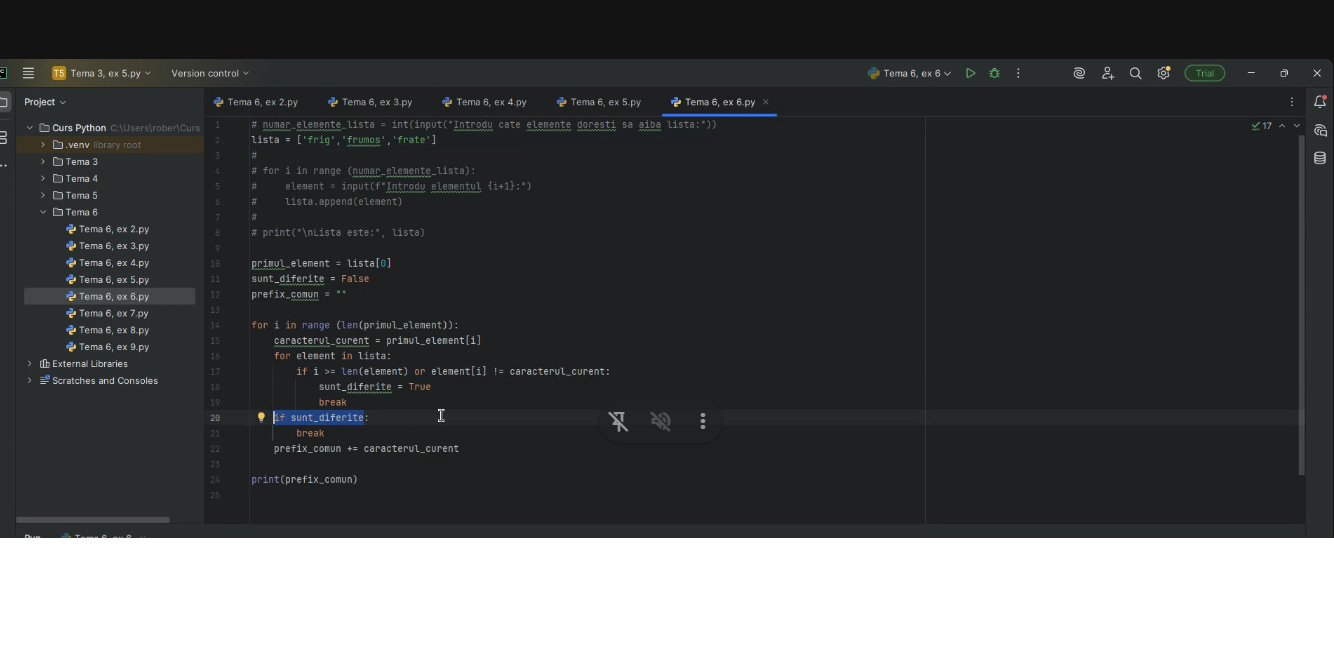 T5 Tema 3, ex 5.py Version control Tema 6, ex 6 Trial
Project Tema 6, ex 2.py Tema 6, ex 3.py Tema 6, ex 4.py Tema 6, ex 5.py Tema 6, ex 6.py
Curs Python C:\Users\rober\Curs
.venv library root
Tema 3
Tema 4
Tema 5
Tema 6
Tema 6, ex 2.py
Tema 6, ex 3.py
Tema 6, ex 4.py
Tema 6, ex 5.py
Tema 6, ex 6.py
Tema 6, ex 7.py
Tema 6, ex 8.py
Tema 6, ex 9.py
External Libraries
Scratches and Consoles
17
1 # numar_elemente_lista = int(input("Introdu cate elemente doresti sa aiba lista:"))
2 lista = ['frig','frumos','frate']
3 #
4 # for i in range (numar_elemente_lista):
5 #     element = input(f"Introdu elementul {i+1}:")
6 #     lista.append(element)
7 #
8 # print("\nLista este:", lista)
9
10 primul_element = lista[0]
11 sunt_diferite = False
12 prefix_comun = ""
13
14 for i in range (len(primul_element)):
15     caracterul_curent = primul_element[i]
16     for element in lista:
17         if i >= len(element) or element[i] != caracterul_curent:
18             sunt_diferite = True
19             break
20     if sunt_diferite:
21         break
22     prefix_comun += caracterul_curent
23
24 print(prefix_comun)
25
Run Tema 6, ex 6